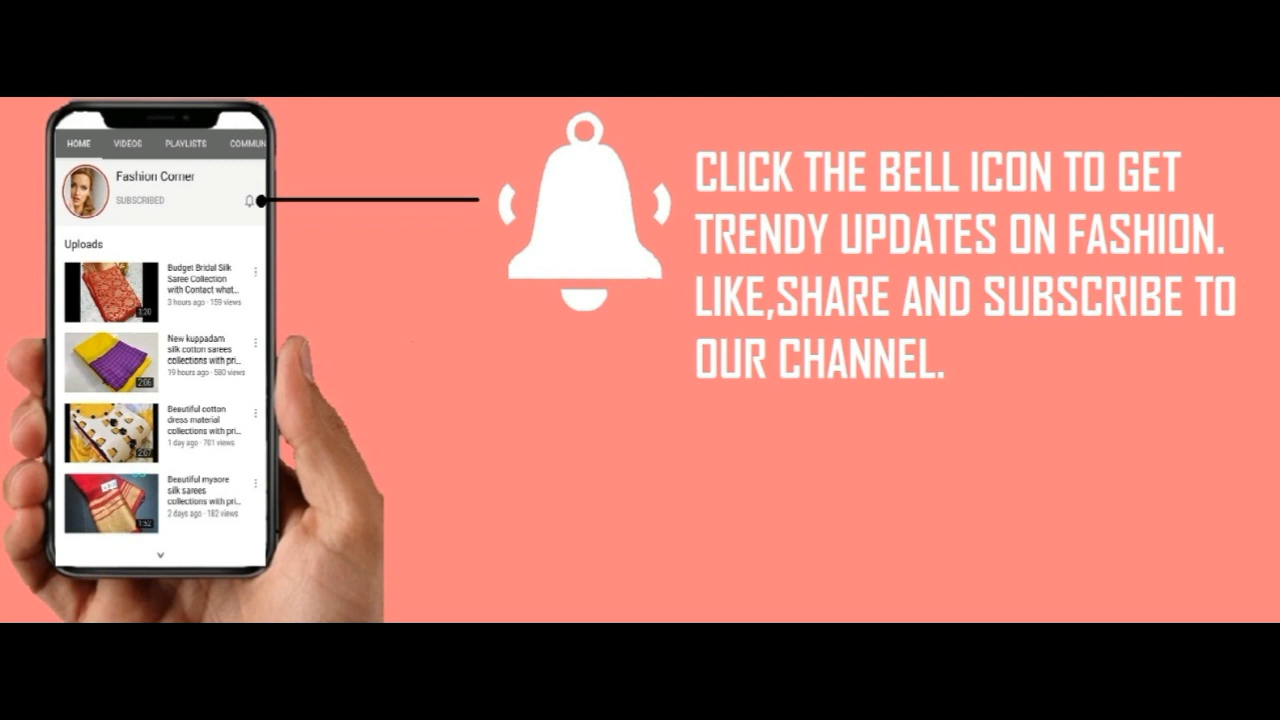 HOME VIDEOS PLAYLISTS COMMUN
Fashion Corner
SUBSCRIBED
Uploads
Budget Bridal Silk
Saree Collection
with Contact what...
3 hours ago · 159 views
1:20
New kuppadam
silk cotton sarees
collections with pri...
19 hours ago · 580 views
2:06
Beautiful cotton
dress material
collections with pri...
1 day ago · 701 views
2:07
Beautiful mysore
silk sarees
collections with pri...
2 days ago · 182 views
1:52
CLICK THE BELL ICON TO GET
TRENDY UPDATES ON FASHION.
LIKE,SHARE AND SUBSCRIBE TO
OUR CHANNEL.